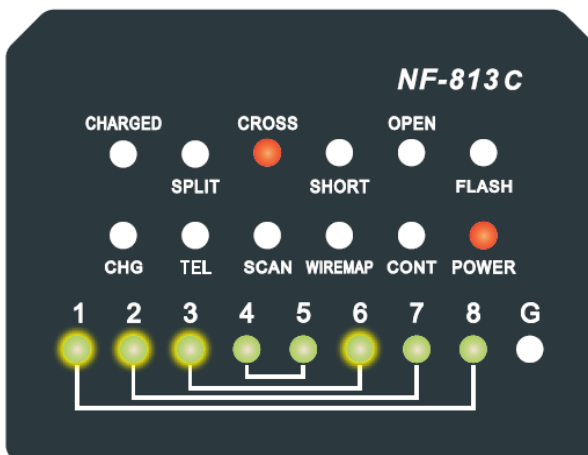 NF-813C
CHARGED CROSS OPEN
SPLIT SHORT FLASH
CHG TEL SCAN WIREMAP CONT POWER
1 2 3 4 5 6 7 8 G